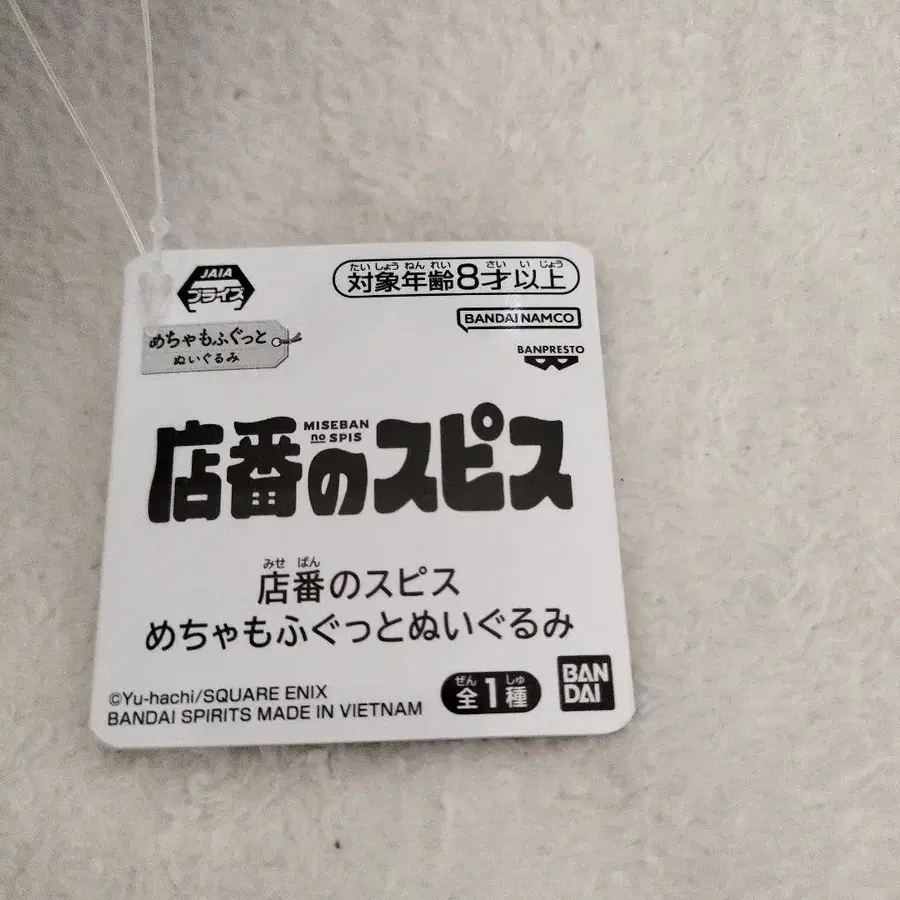 JAIA
プライズ
たいしょうねんれい さい いじょう
対象年齢8才以上
めちゃもふぐっと
ぬいぐるみ
BANDAI NAMCO
BANPRESTO
MISEBAN
no SPIS
店番のスピス
みせ ばん
店番のスピス
めちゃもふぐっとぬいぐるみ
©Yu-hachi/SQUARE ENIX
BANDAI SPIRITS MADE IN VIETNAM
ぜん しゅ
全1種
BAN
DAI